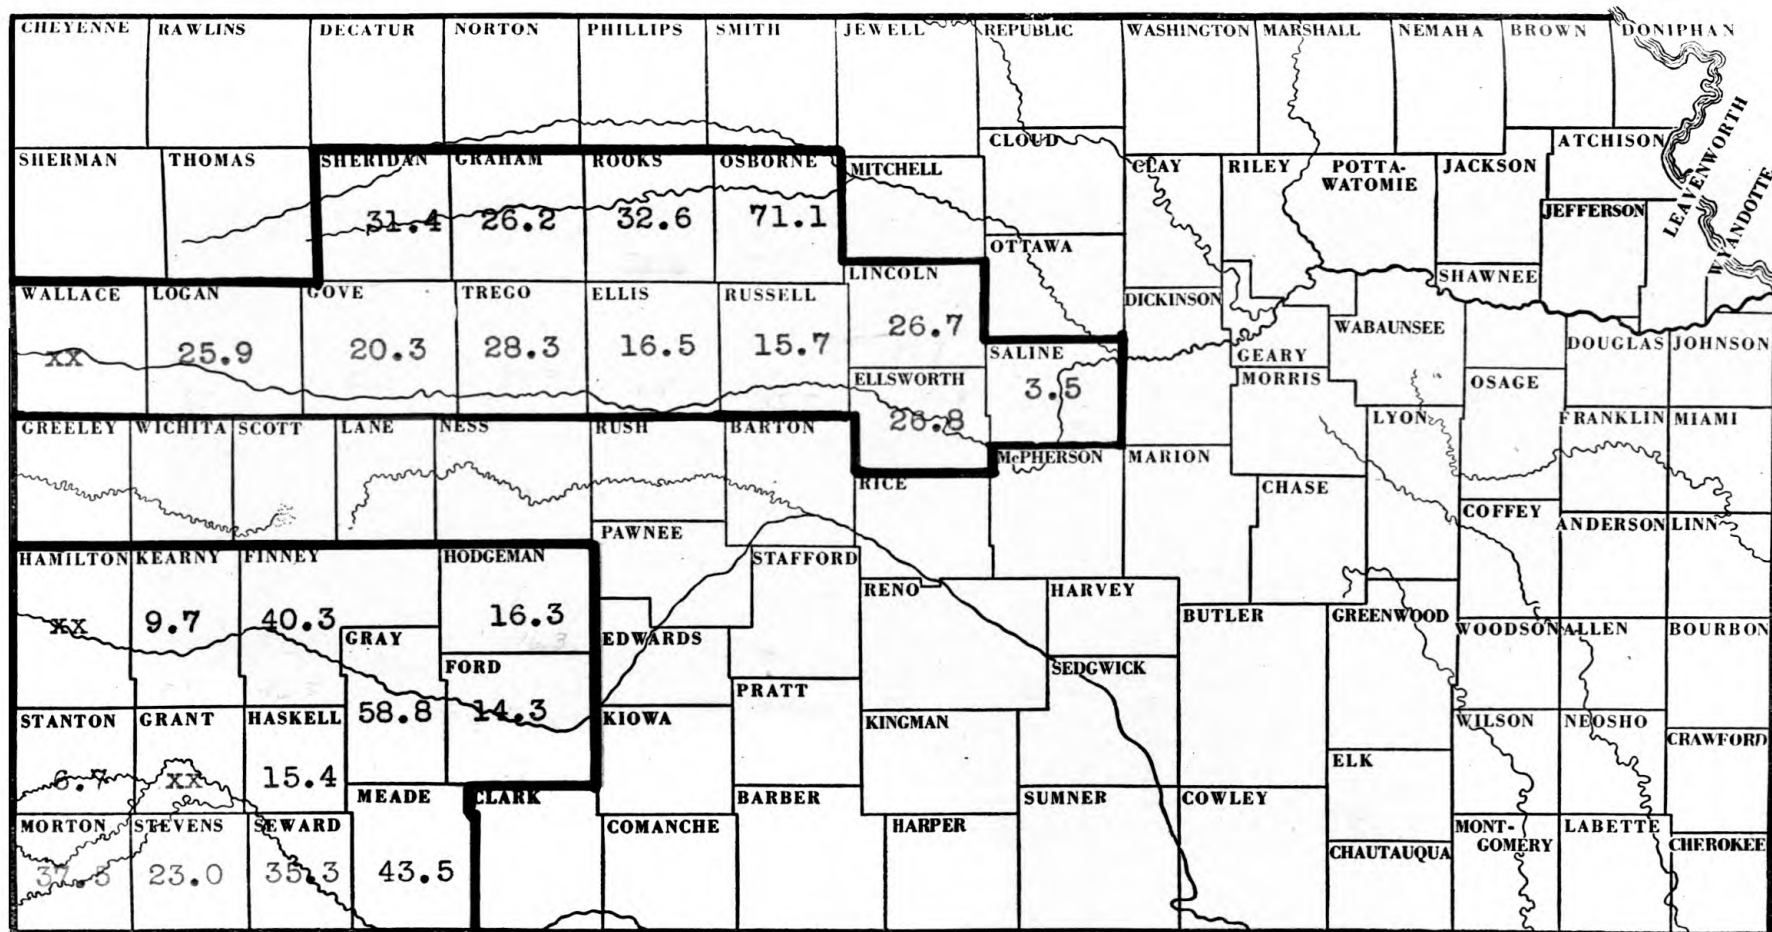 CHEYENNE RAWLINS DECATUR NORTON PHILLIPS SMITH JEWELL REPUBLIC WASHINGTON MARSHALL NEMAHA BROWN DONIPHAN
CLOUD ATCHISON LEAVENWORTH
SHERMAN THOMAS SHERIDAN GRAHAM ROOKS OSBORNE MITCHELL CLAY RILEY POTTA- JACKSON WYANDOTTE
WATOMIE
31.4 26.2 32.6 71.1 JEFFERSON
OTTAWA
LINCOLN SHAWNEE
WALLACE LOGAN GOVE TREGO ELLIS RUSSELL DICKINSON
26.7 WABAUNSEE
xx 25.9 20.3 28.3 16.5 15.7 SALINE GEARY DOUGLAS JOHNSON
ELLSWORTH 3.5 MORRIS OSAGE
26.8
GREELEY WICHITA SCOTT LANE NESS RUSH BARTON LYON FRANKLIN MIAMI
McPHERSON MARION
RICE CHASE
COFFEY
PAWNEE ANDERSON LINN
HAMILTON KEARNY FINNEY HODGEMAN STAFFORD
RENO HARVEY
xx 9.7 40.3 16.3 BUTLER GREENWOOD
GRAY EDWARDS WOODSON ALLEN BOURBON
FORD SEDGWICK
PRATT
58.8 14.3
STANTON GRANT HASKELL KIOWA KINGMAN WILSON NEOSHO
CRAWFORD
6.7 xx 15.4 ELK
MEADE CLARK BARBER SUMNER COWLEY
MORTON STEVENS SEWARD COMANCHE HARPER MONT- LABETTE
GOMERY CHEROKEE
CHAUTAUQUA
37.5 23.0 35.3 43.5